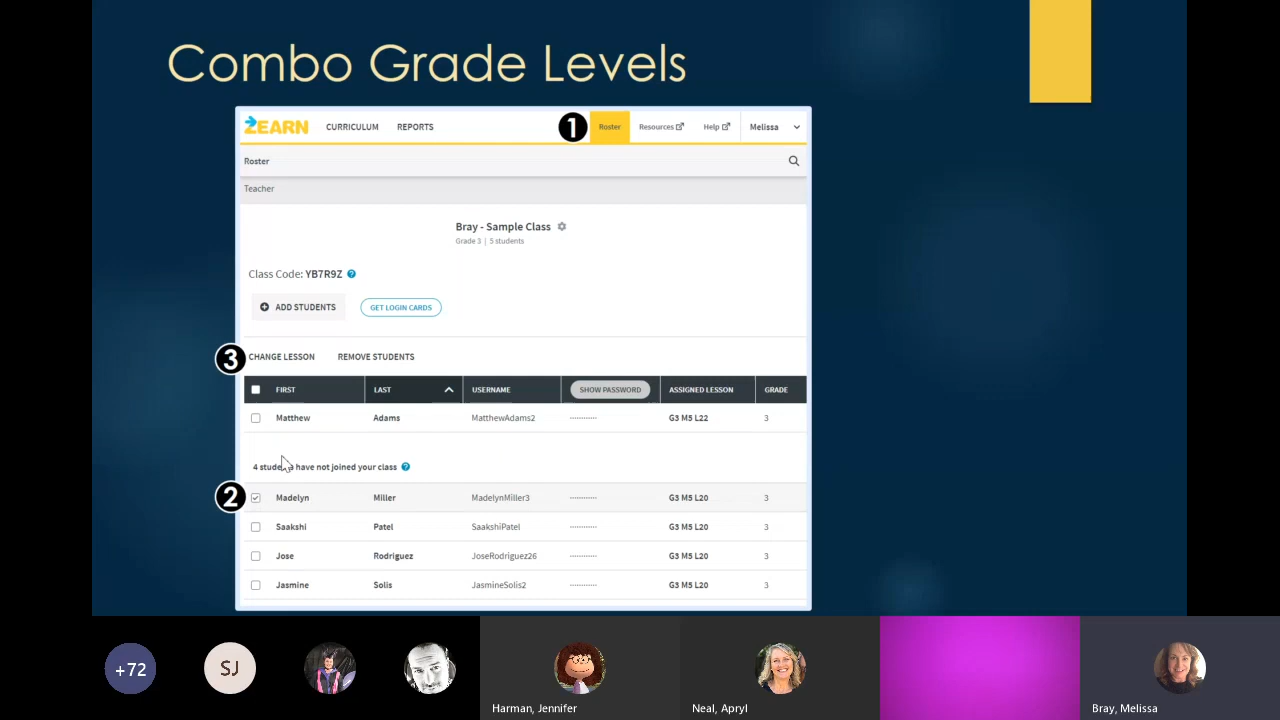 Combo Grade Levels
ZEARN CURRICULUM REPORTS 1 Roster Resources Help Melissa
Roster
Teacher
Bray - Sample Class
Grade 3 | 5 students
Class Code: YB7R9Z ?
ADD STUDENTS GET LOGIN CARDS
3 CHANGE LESSON REMOVE STUDENTS
FIRST LAST USERNAME SHOW PASSWORD ASSIGNED LESSON GRADE
Matthew Adams MatthewAdams2 ············ G3 M5 L22 3
4 students have not joined your class ?
2 Madelyn Miller MadelynMiller3 ············ G3 M5 L20 3
Saakshi Patel SaakshiPatel ············ G3 M5 L20 3
Jose Rodriguez JoseRodriguez26 ············ G3 M5 L20 3
Jasmine Solis JasmineSolis2 ············ G3 M5 L20 3
+72 SJ
Harman, Jennifer Neal, Apryl Bray, Melissa